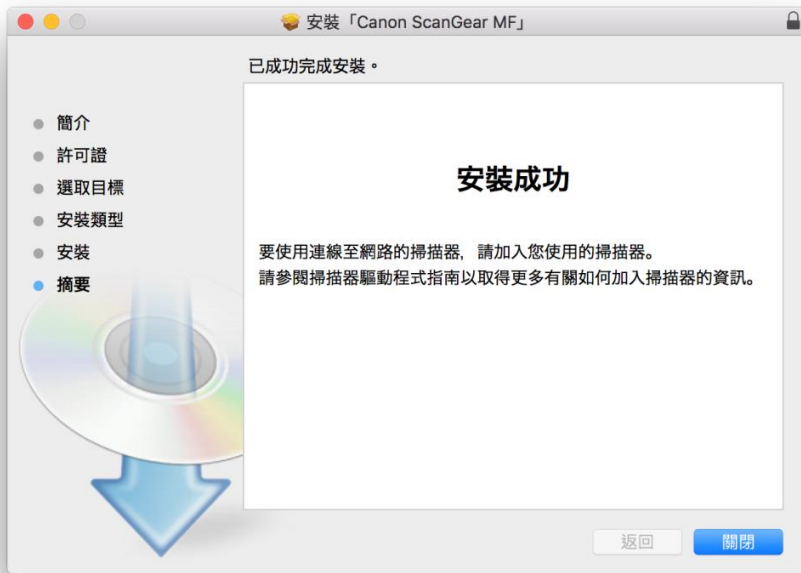 安裝「Canon ScanGear MF」
已成功完成安裝。
簡介
許可證
選取目標
安裝類型
安裝
摘要
安裝成功
要使用連線至網路的掃描器，請加入您使用的掃描器。
請參閱掃描器驅動程式指南以取得更多有關如何加入掃描器的資訊。
返回
關閉